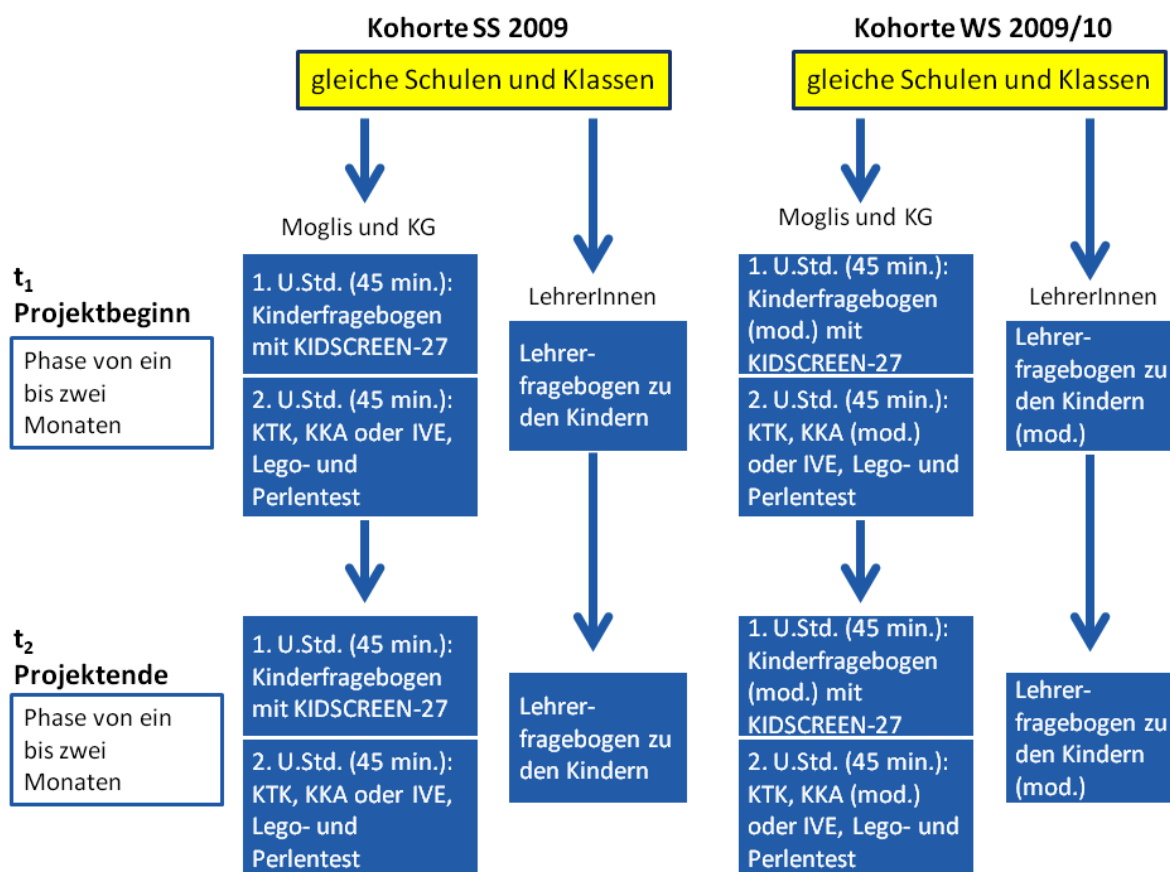 Kohorte SS 2009
gleiche Schulen und Klassen
Kohorte WS 2009/10
gleiche Schulen und Klassen
t1
Projektbeginn
Phase von ein
bis zwei
Monaten
Moglis und KG
1. U.Std. (45 min.):
Kinderfragebogen
mit KIDSCREEN-27
2. U.Std. (45 min.):
KTK, KKA oder IVE,
Lego- und
Perlentest
LehrerInnen
Lehrer-
fragebogen zu
den Kindern
Moglis und KG
1. U.Std. (45 min.):
Kinderfragebogen
(mod.) mit
KIDSCREEN-27
2. U.Std. (45 min.):
KTK, KKA (mod.)
oder IVE, Lego- und
Perlentest
LehrerInnen
Lehrer-
fragebogen zu
den Kindern
(mod.)
t2
Projektende
Phase von ein
bis zwei
Monaten
1. U.Std. (45 min.):
Kinderfragebogen
mit KIDSCREEN-27
2. U.Std. (45 min.):
KTK, KKA oder IVE,
Lego- und
Perlentest
Lehrer-
fragebogen zu
den Kindern
1. U.Std. (45 min.):
Kinderfragebogen
(mod.) mit
KIDSCREEN-27
2. U.Std. (45 min.):
KTK, KKA (mod.)
oder IVE, Lego- und
Perlentest
Lehrer-
fragebogen zu
den Kindern
(mod.)